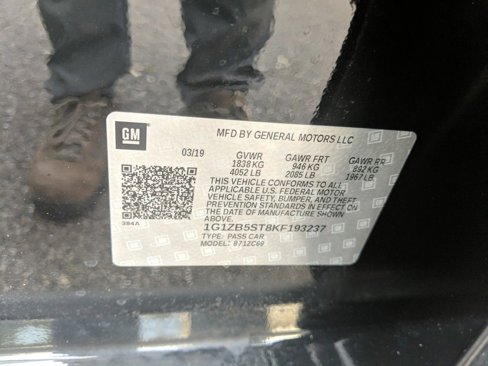 GM
MFD BY GENERAL MOTORS LLC
03/19 GVWR GAWR FRT GAWR RR
1838 KG 946 KG 892 KG
4052 LB 2085 LB 1967 LB
THIS VEHICLE CONFORMS TO ALL
APPLICABLE U.S. FEDERAL MOTOR
VEHICLE SAFETY, BUMPER, AND THEFT
PREVENTION STANDARDS IN EFFECT ON
THE DATE OF MANUFACTURE SHOWN
ABOVE.
394A
1G1ZB5ST8KF193237
TYPE: PASS CAR
MODEL: 8712C69